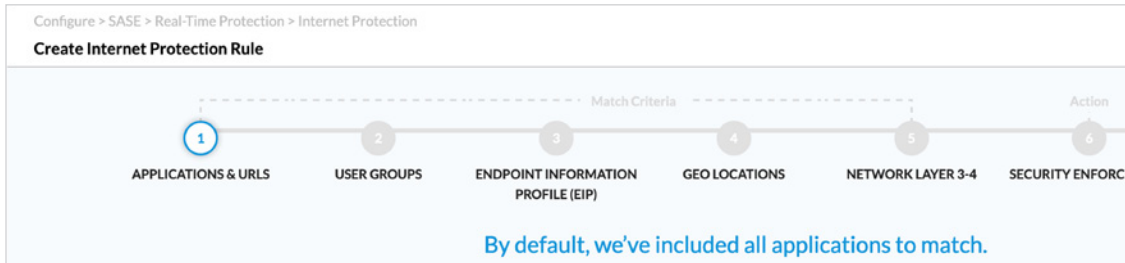 Configure > SASE > Real-Time Protection > Internet Protection
Create Internet Protection Rule
Match Criteria
Action
1
2
3
4
5
6
APPLICATIONS & URLS
USER GROUPS
ENDPOINT INFORMATION
PROFILE (EIP)
GEO LOCATIONS
NETWORK LAYER 3-4
SECURITY ENFORC
By default, we've included all applications to match.